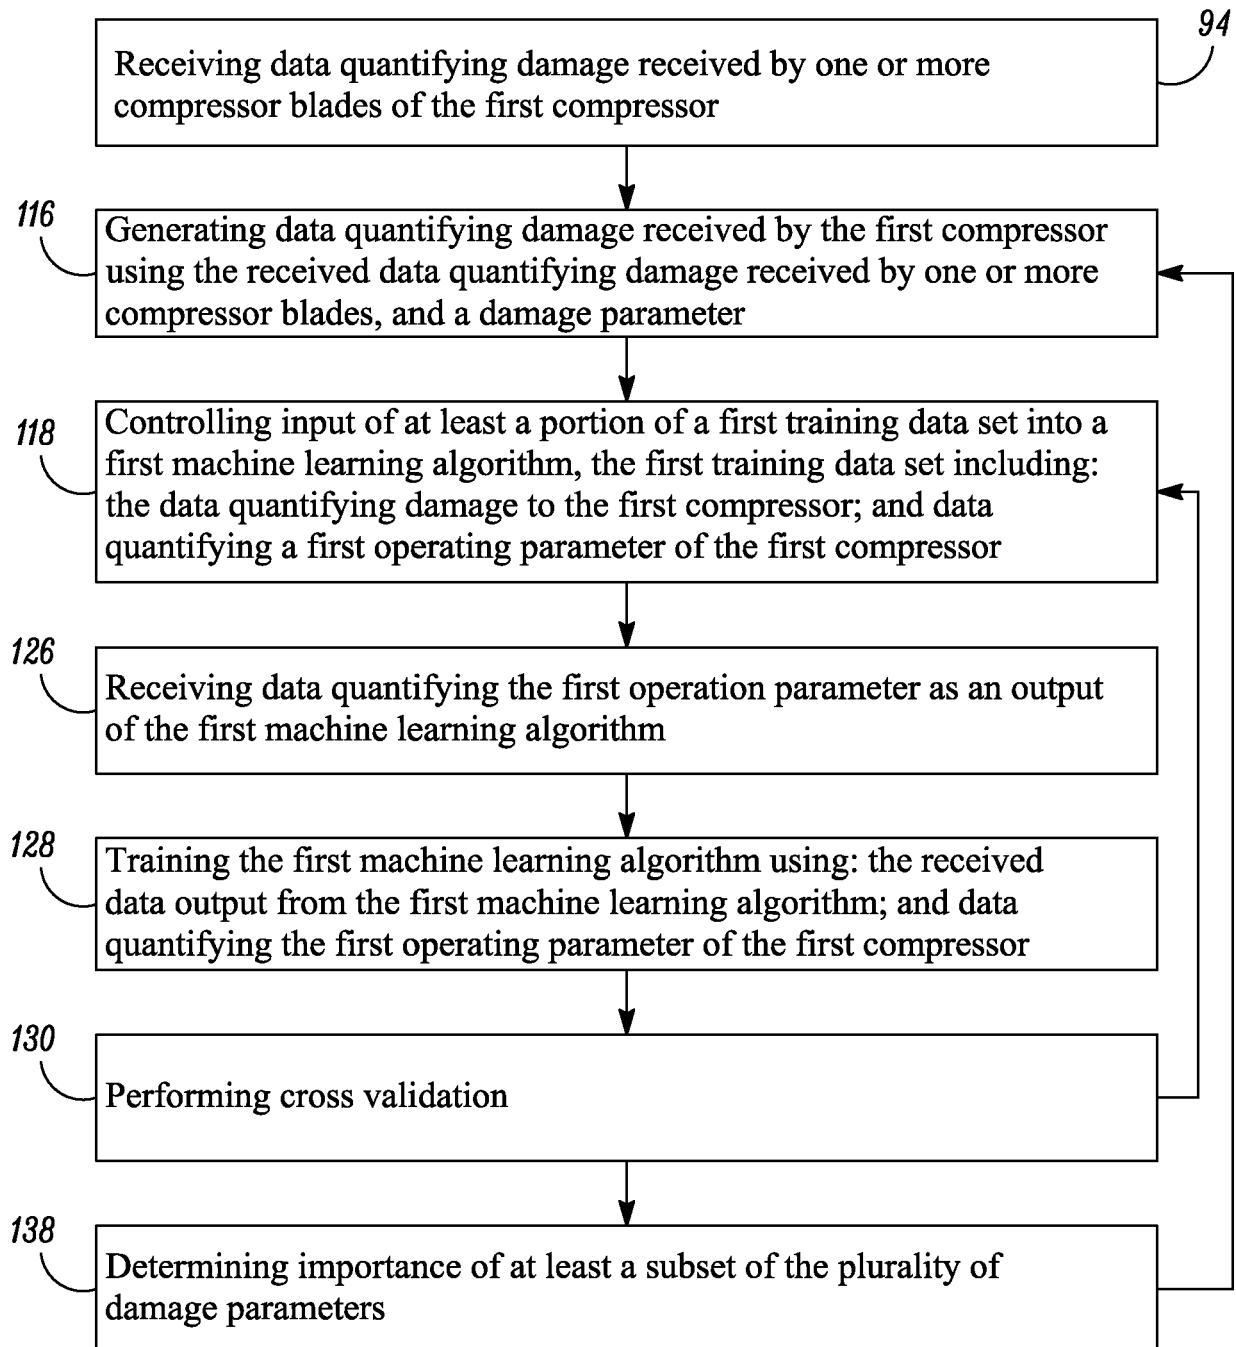 94
Receiving data quantifying damage received by one or more
compressor blades of the first compressor
116
Generating data quantifying damage received by the first compressor
using the received data quantifying damage received by one or more
compressor blades, and a damage parameter
118
Controlling input of at least a portion of a first training data set into a
first machine learning algorithm, the first training data set including:
the data quantifying damage to the first compressor; and data
quantifying a first operating parameter of the first compressor
126
Receiving data quantifying the first operation parameter as an output
of the first machine learning algorithm
128
Training the first machine learning algorithm using: the received
data output from the first machine learning algorithm; and data
quantifying the first operating parameter of the first compressor
130
Performing cross validation
138
Determining importance of at least a subset of the plurality of
damage parameters